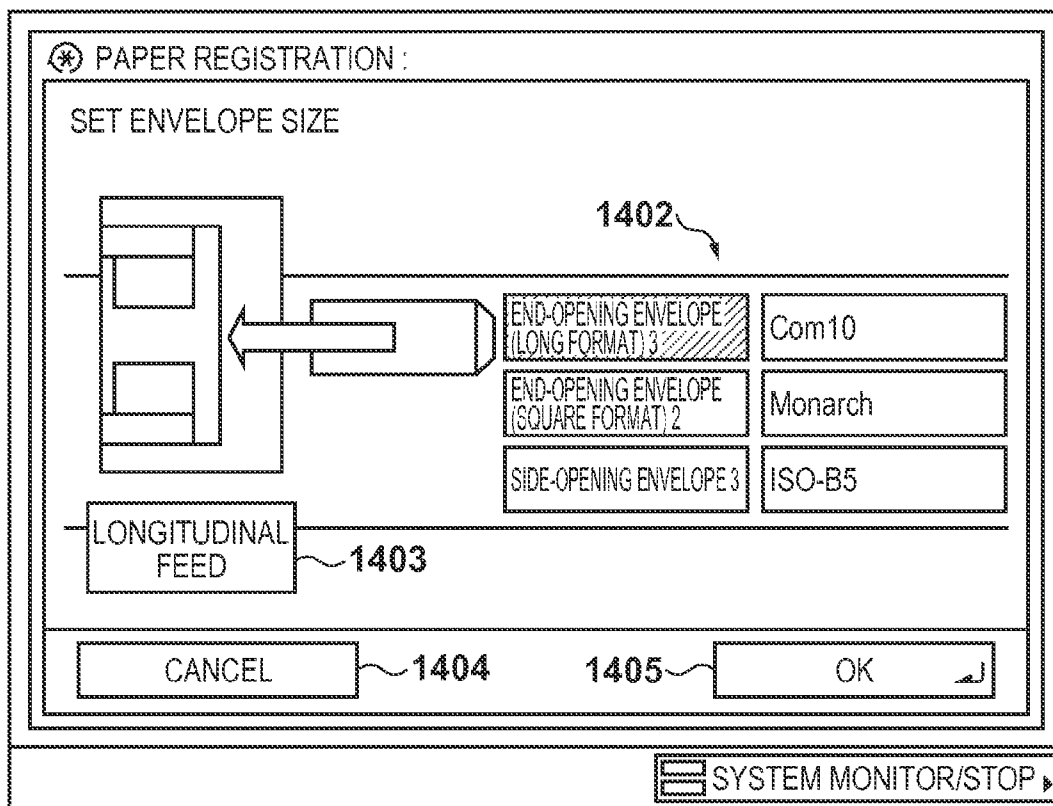 PAPER REGISTRATION :
SET ENVELOPE SIZE
1402
END-OPENING ENVELOPE
(LONG FORMAT) 3
Com10
END-OPENING ENVELOPE
(SQUARE FORMAT) 2
Monarch
SIDE-OPENING ENVELOPE 3
ISO-B5
LONGITUDINAL
FEED
1403
CANCEL
1404
1405
OK
SYSTEM MONITOR/STOP